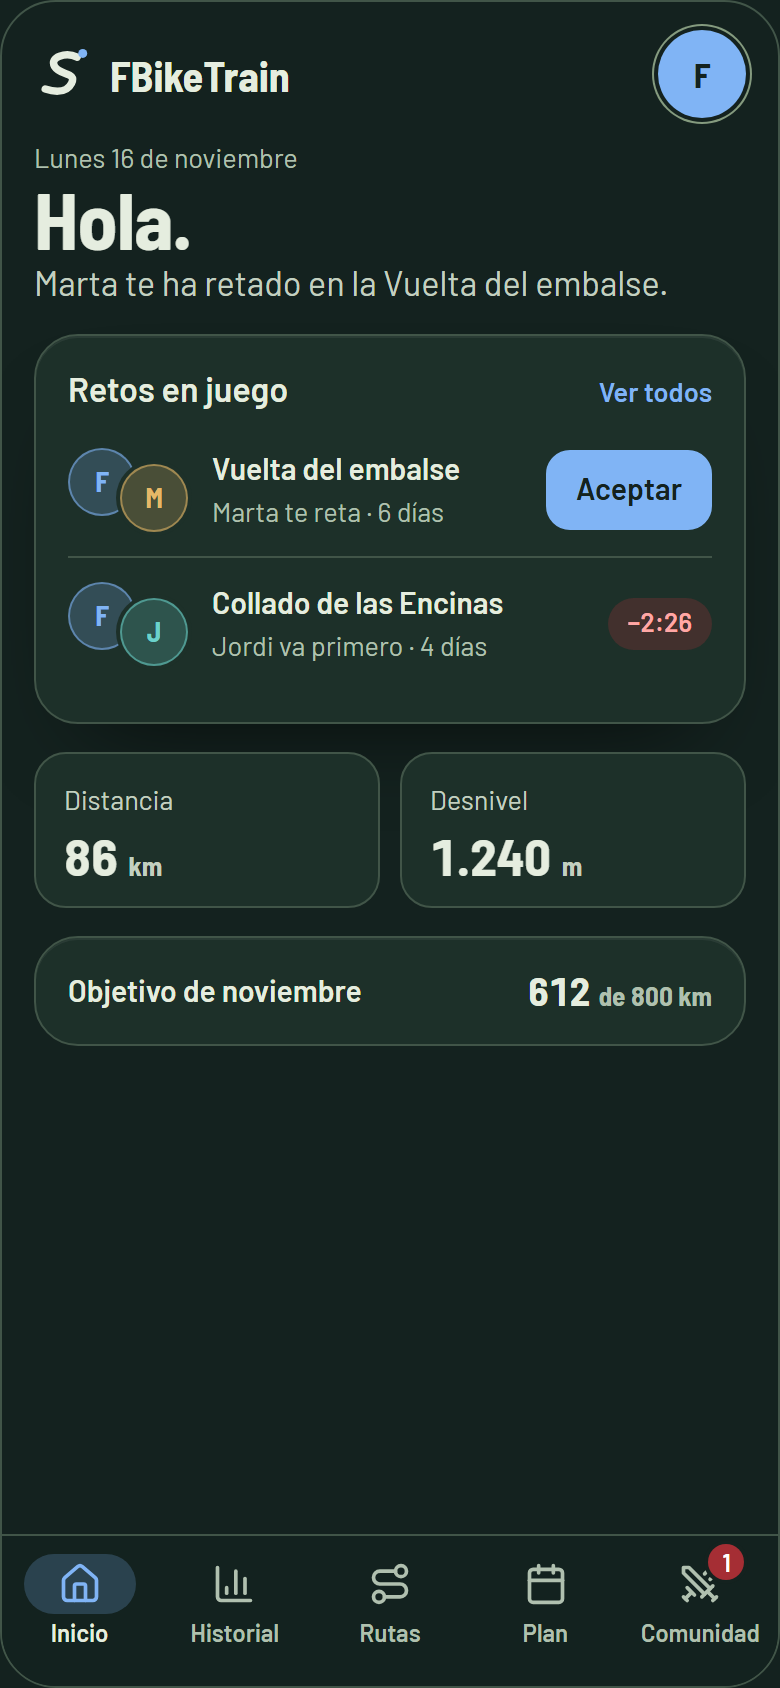 FBikeTrain
F
Lunes 16 de noviembre
Hola.
Marta te ha retado en la Vuelta del embalse.
Retos en juego
Ver todos
F
M
Vuelta del embalse
Marta te reta · 6 días
Aceptar
F
J
Collado de las Encinas
Jordi va primero · 4 días
−2:26
Distancia
86 km
Desnivel
1.240 m
Objetivo de noviembre
612 de 800 km
1
Inicio
Historial
Rutas
Plan
Comunidad